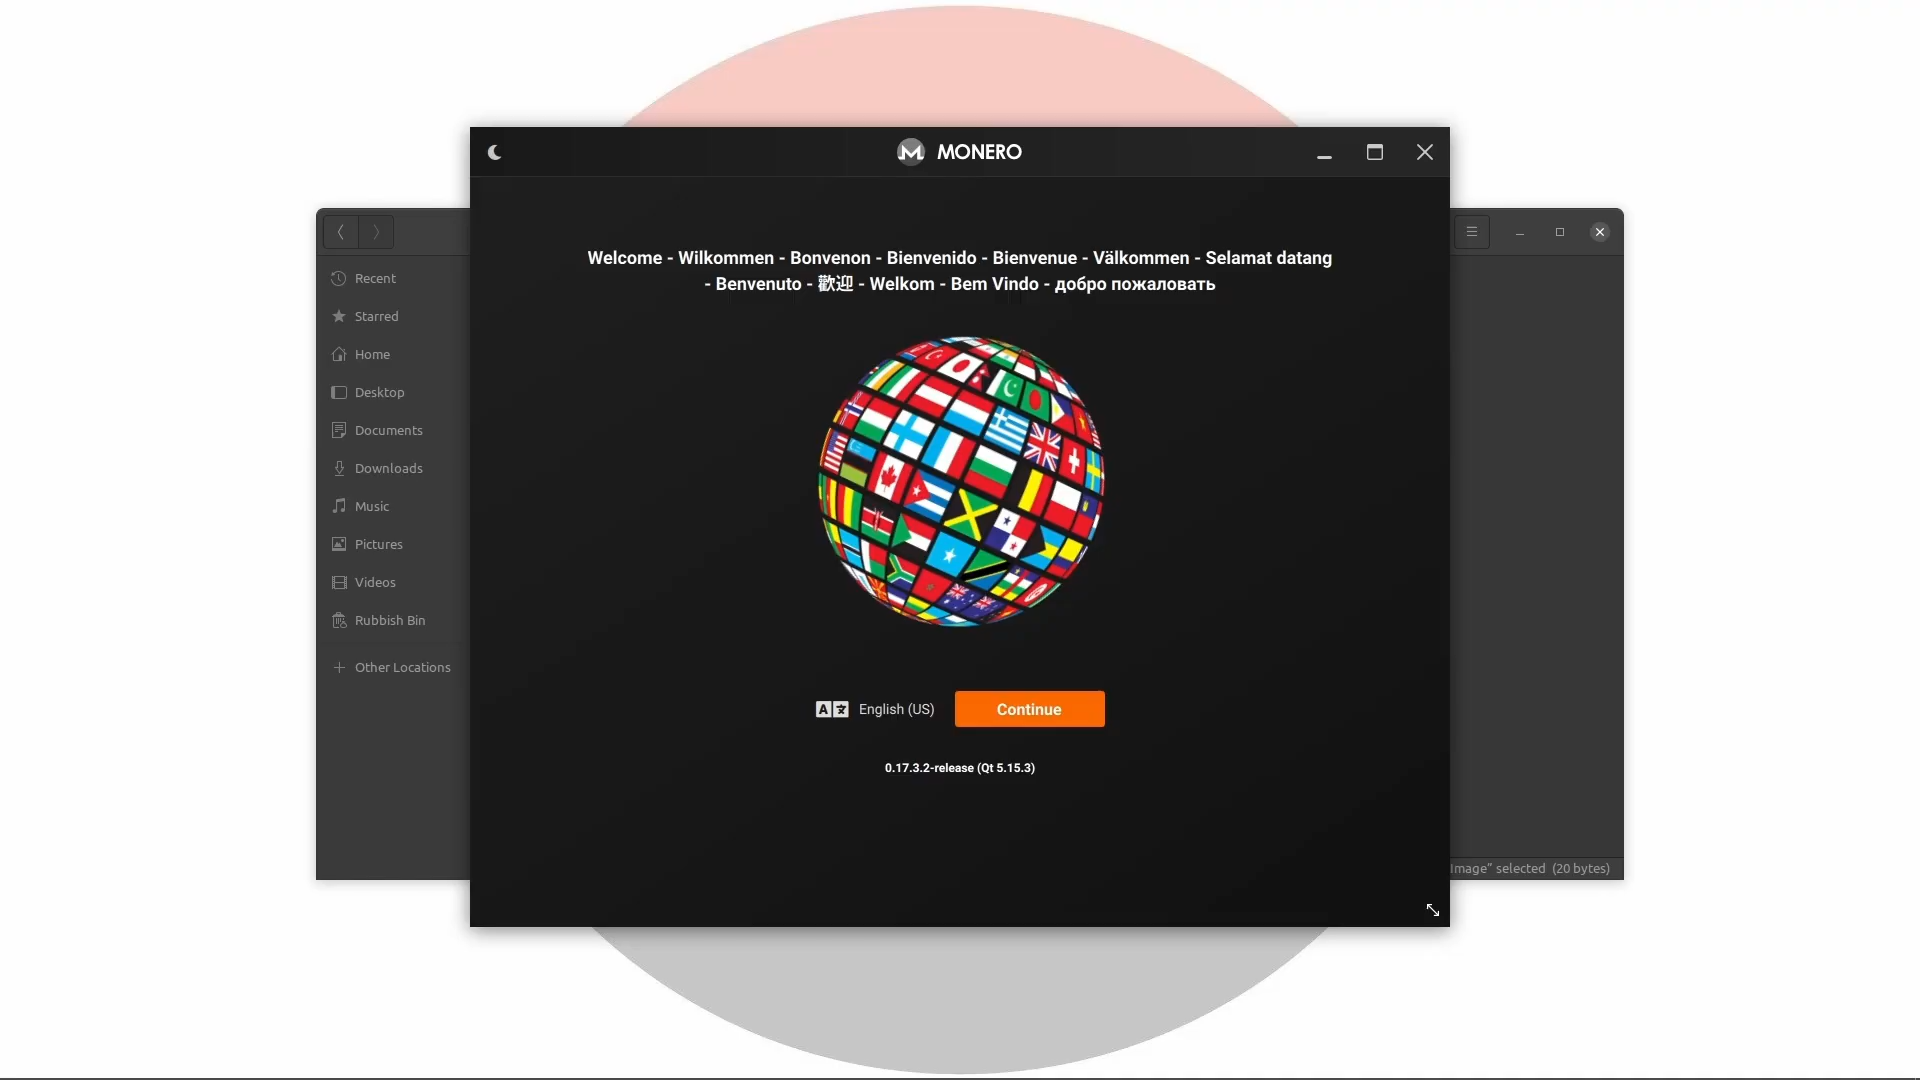 MONERO
Welcome - Wilkommen - Bonvenon - Bienvenido - Bienvenue - Välkommen - Selamat datang
- Benvenuto - 歡迎 - Welkom - Bem Vindo - добро пожаловать
English (US)
Continue
0.17.3.2-release (Qt 5.15.3)
Recent
Starred
Home
Desktop
Documents
Downloads
Music
Pictures
Videos
Rubbish Bin
Other Locations
Image” selected (20 bytes)